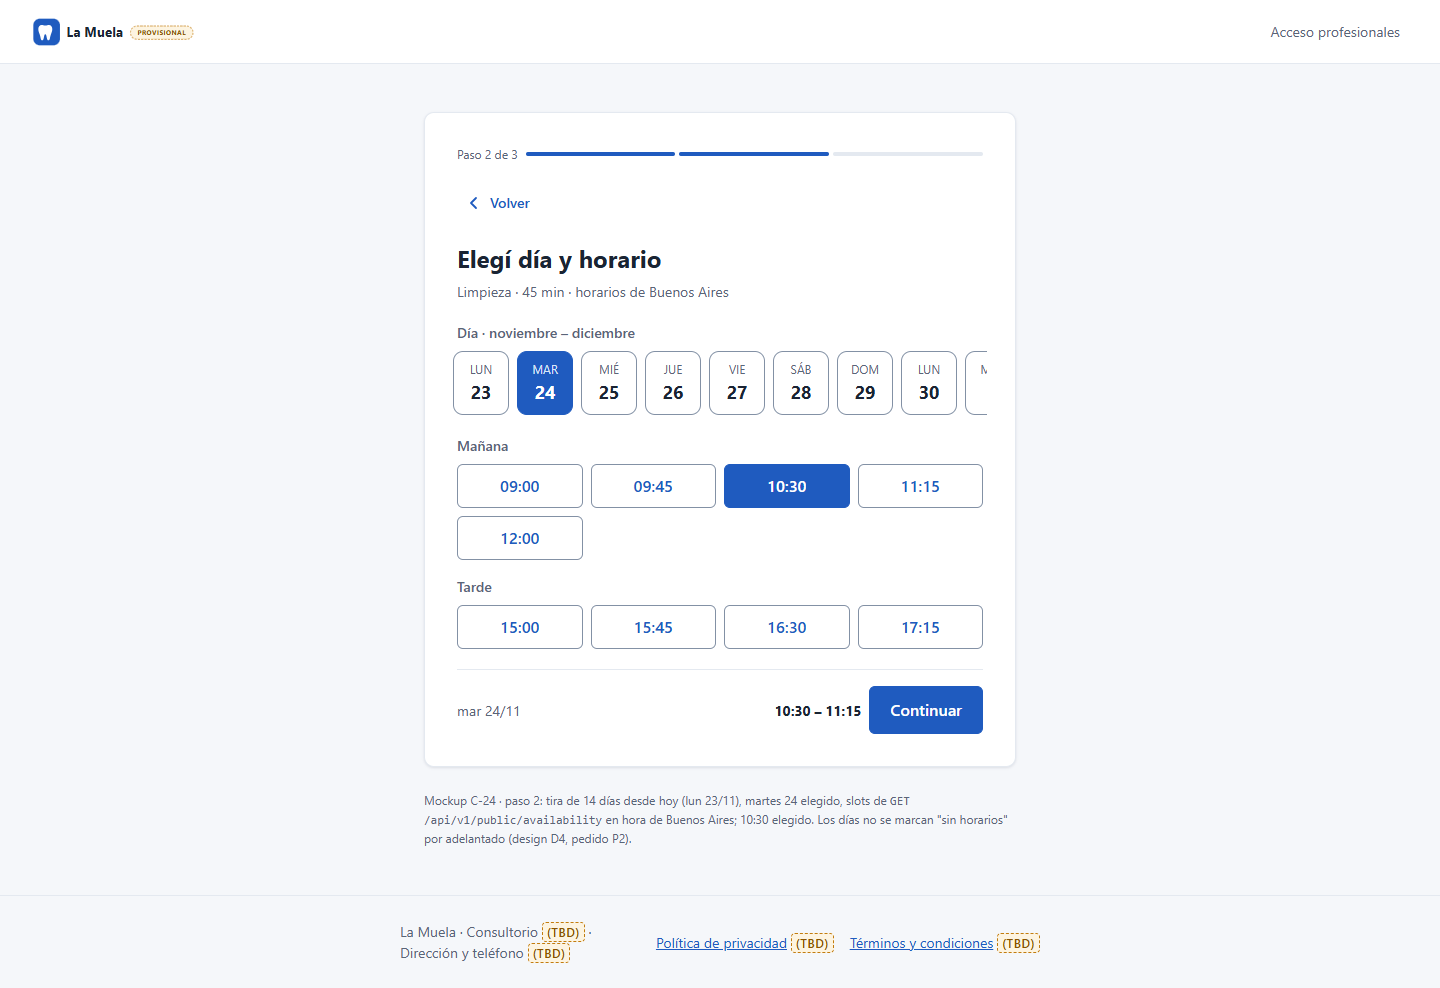 La Muela PROVISIONAL
Acceso profesionales
Paso 2 de 3
Volver
Elegí día y horario
Limpieza · 45 min · horarios de Buenos Aires
Día · noviembre – diciembre
LUN MAR MIÉ JUE VIE SÁB DOM LUN
23 24 25 26 27 28 29 30
Mañana
09:00 09:45 10:30 11:15
12:00
Tarde
15:00 15:45 16:30 17:15
mar 24/11 10:30 – 11:15 Continuar
Mockup C-24 · paso 2: tira de 14 días desde hoy (lun 23/11), martes 24 elegido, slots de GET
/api/v1/public/availability en hora de Buenos Aires; 10:30 elegido. Los días no se marcan "sin horarios"
por adelantado (design D4, pedido P2).
La Muela · Consultorio (TBD) ·
Dirección y teléfono (TBD)
Política de privacidad (TBD) Términos y condiciones (TBD)